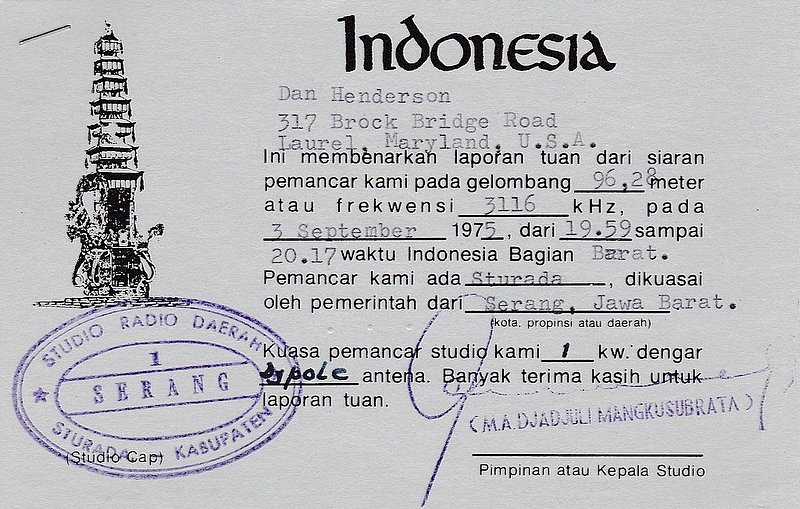 INDONESIA
Dan Henderson
317 Brock Bridge Road
Laurel, Maryland, U.S.A.
Ini membenarkan laporan tuan dari siaran
pemancar kami pada gelombang 96,28 meter
atau frekwensi 3116 kHz, pada
3 September 1975, dari 19.59 sampai
20.17 waktu Indonesia Bagian Barat.
Pemancar kami ada Sturada, dikuasai
oleh pemerintah dari Serang, Jawa Barat.
(kota, propinsi atau daerah)
Kuasa pemancar studio kami 1 kw. dengar
dypole antena. Banyak terima kasih untuk
laporan tuan.
(M.A. DJADJULI MANGKUSUBRATA)
Pimpinan atau Kepala Studio
STUDIO RADIO DAERAH
1
SERANG
STURADA KABUPATEN
(Studio Cap)